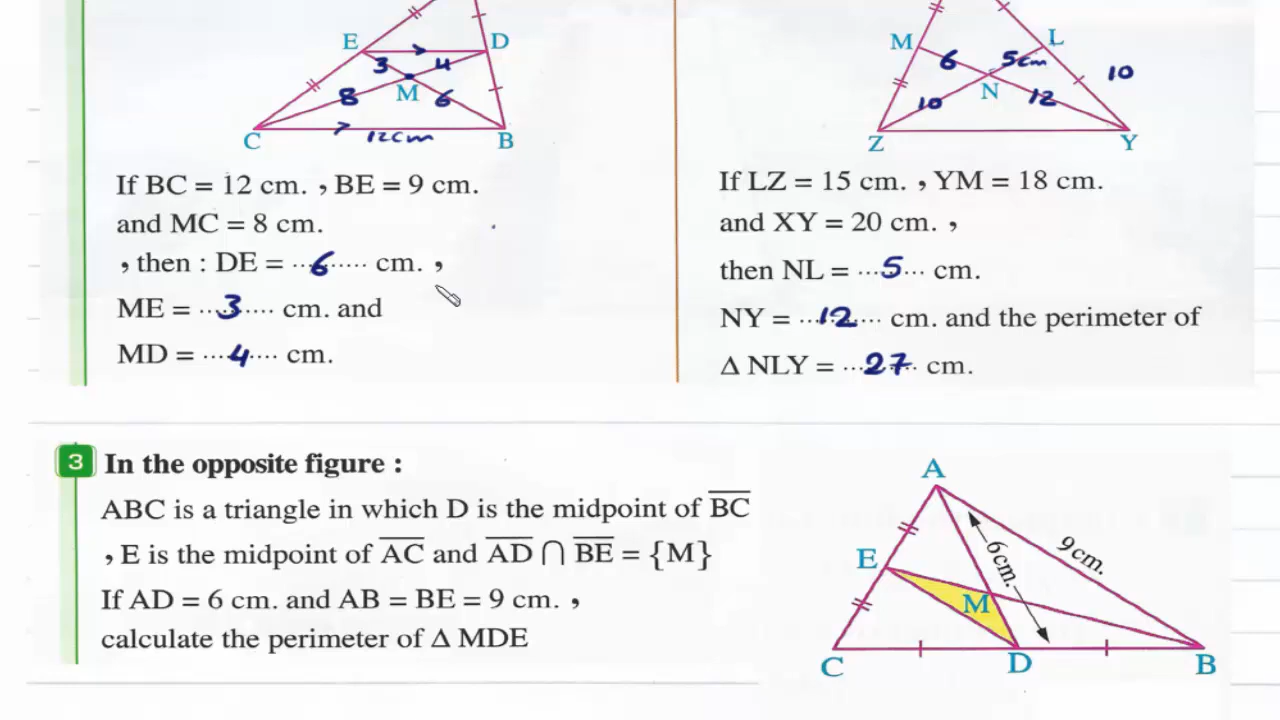 E
D
3
4
8
M
6
C
12cm
B
If BC = 12 cm. , BE = 9 cm.
and MC = 8 cm.
, then : DE = ...6....... cm. ,
ME = ...3..... cm. and
MD = ...4..... cm.
M
L
6
5cm
10
N
10
12
Z
Y
If LZ = 15 cm. , YM = 18 cm.
and XY = 20 cm. ,
then NL = ...5... cm.
NY = ...12..... cm. and the perimeter of
Δ NLY = ...27.. cm.
3 In the opposite figure :
ABC is a triangle in which D is the midpoint of BC
, E is the midpoint of AC and AD ∩ BE = {M}
If AD = 6 cm. and AB = BE = 9 cm. ,
calculate the perimeter of Δ MDE
A
E
6cm.
9cm.
M
C
D
B